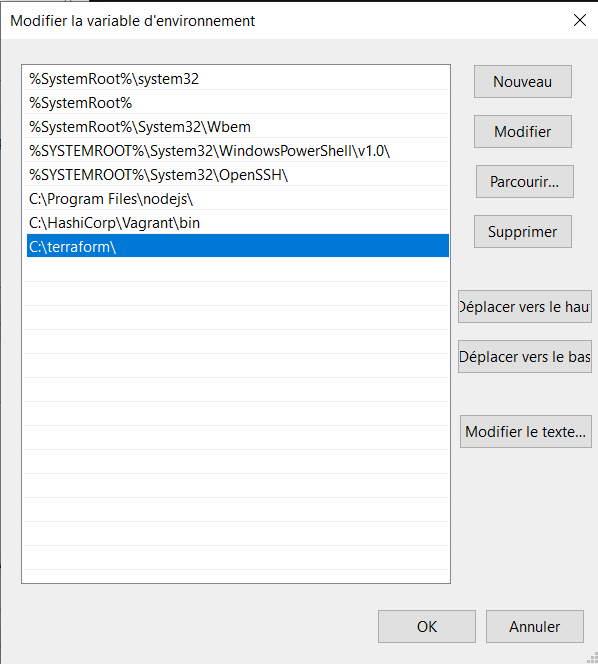 Modifier la variable d'environnement
%SystemRoot%\system32
%SystemRoot%
%SystemRoot%\System32\Wbem
%SYSTEMROOT%\System32\WindowsPowerShell\v1.0\
%SYSTEMROOT%\System32\OpenSSH\
C:\Program Files\nodejs\
C:\HashiCorp\Vagrant\bin
C:\terraform\
Nouveau
Modifier
Parcourir...
Supprimer
Déplacer vers le hau
Déplacer vers le bas
Modifier le texte...
OK
Annuler